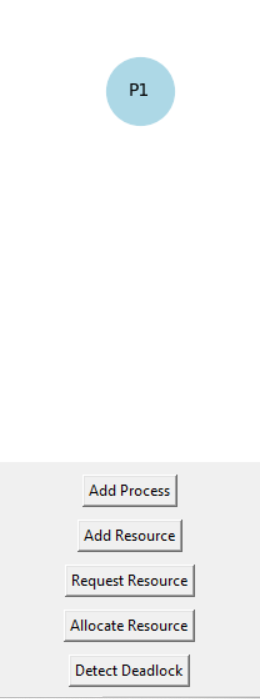 P1
Add Process
Add Resource
Request Resource
Allocate Resource
Detect Deadlock